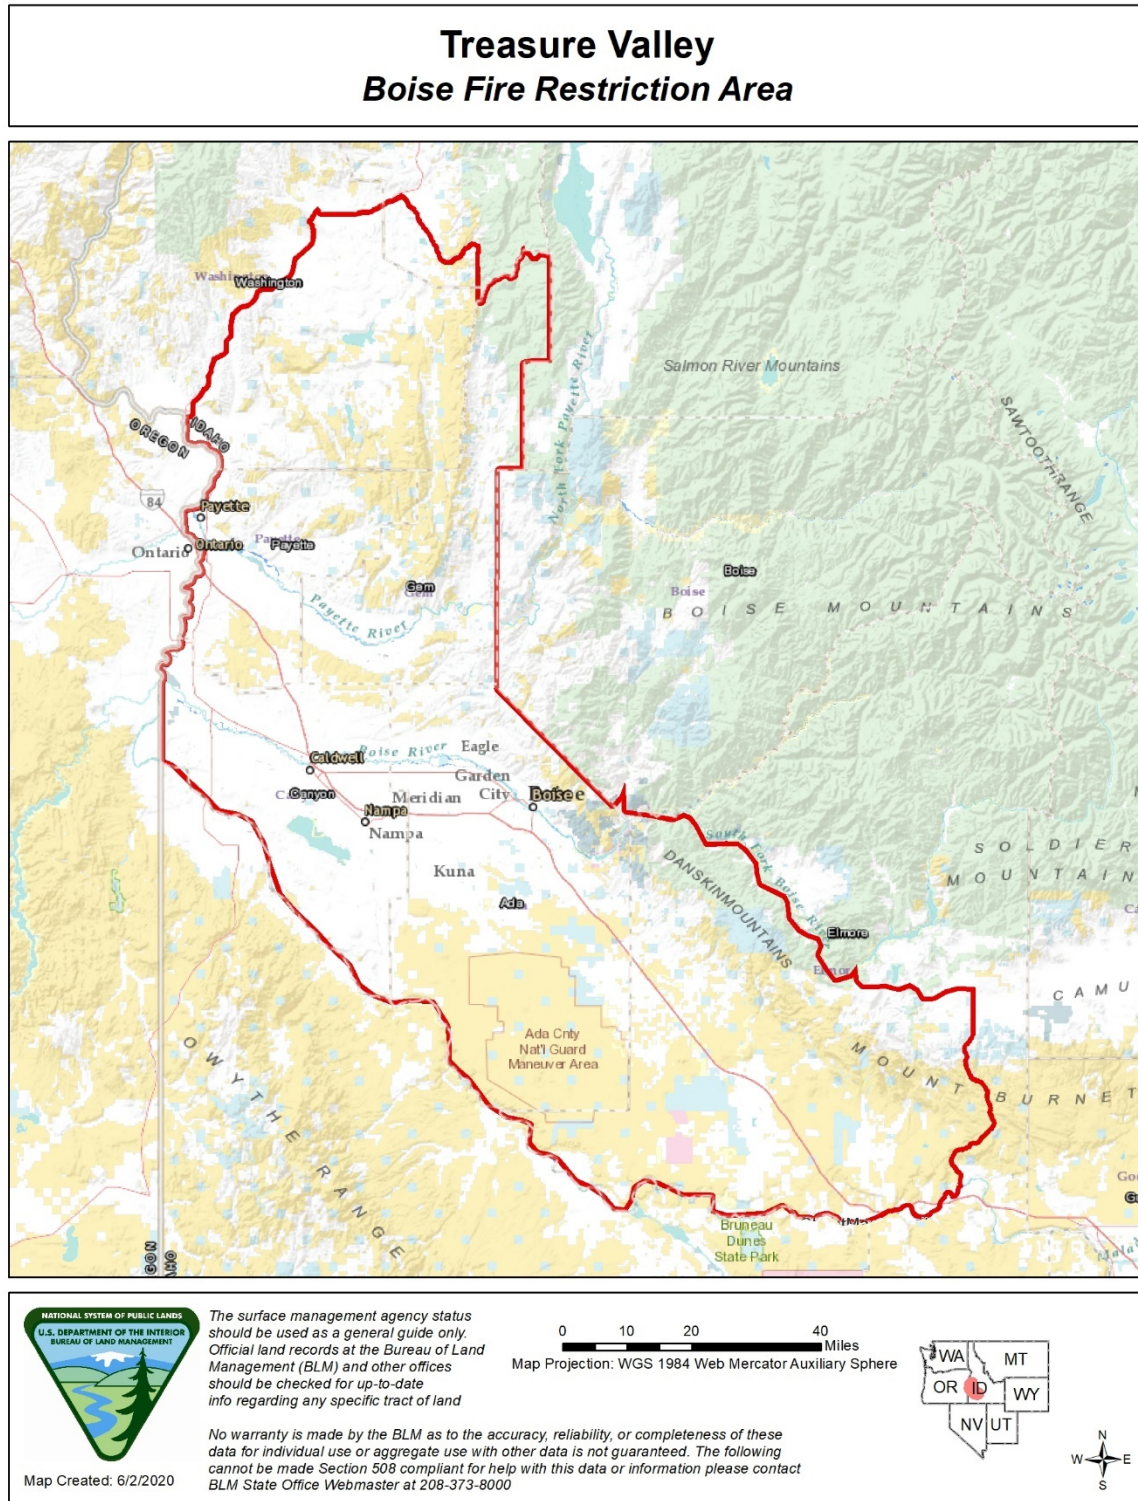 Treasure Valley
Boise Fire Restriction Area
Washington
Washington
Salmon River Mountains
North Fork Payette River
SAWTOOTH RANGE
IDAHO
OREGON
84
Payette
Ontario
Ontario
Payette
Payette
Gem
Gem
Boise
Boise
BOISE MOUNTAINS
Payette River
Boise River
Eagle
Caldwell
Garden
City
Canyon
Meridian
Boise
Nampa
Nampa
South Fork Boise River
DANSKIN MOUNTAINS
SOLDIER
MOUNTAIN
Kuna
Ada
Elmore
Elmor
CAMU
Ada Cnty
Nat'l Guard
Maneuver Area
OWYHEE RANGE
MOUNT BURNET
Bruneau
Dunes
State Park
GON
AHO
Goo
Mala
NATIONAL SYSTEM OF PUBLIC LANDS
U.S. DEPARTMENT OF THE INTERIOR
BUREAU OF LAND MANAGEMENT
Map Created: 6/2/2020
The surface management agency status
should be used as a general guide only.
Official land records at the Bureau of Land
Management (BLM) and other offices
should be checked for up-to-date
info regarding any specific tract of land
No warranty is made by the BLM as to the accuracy, reliability, or completeness of these
data for individual use or aggregate use with other data is not guaranteed. The following
cannot be made Section 508 compliant for help with this data or information please contact
BLM State Office Webmaster at 208-373-8000
0 10 20 40 Miles
Map Projection: WGS 1984 Web Mercator Auxiliary Sphere
WA
MT
OR
ID
WY
NV
UT
N
W E
S